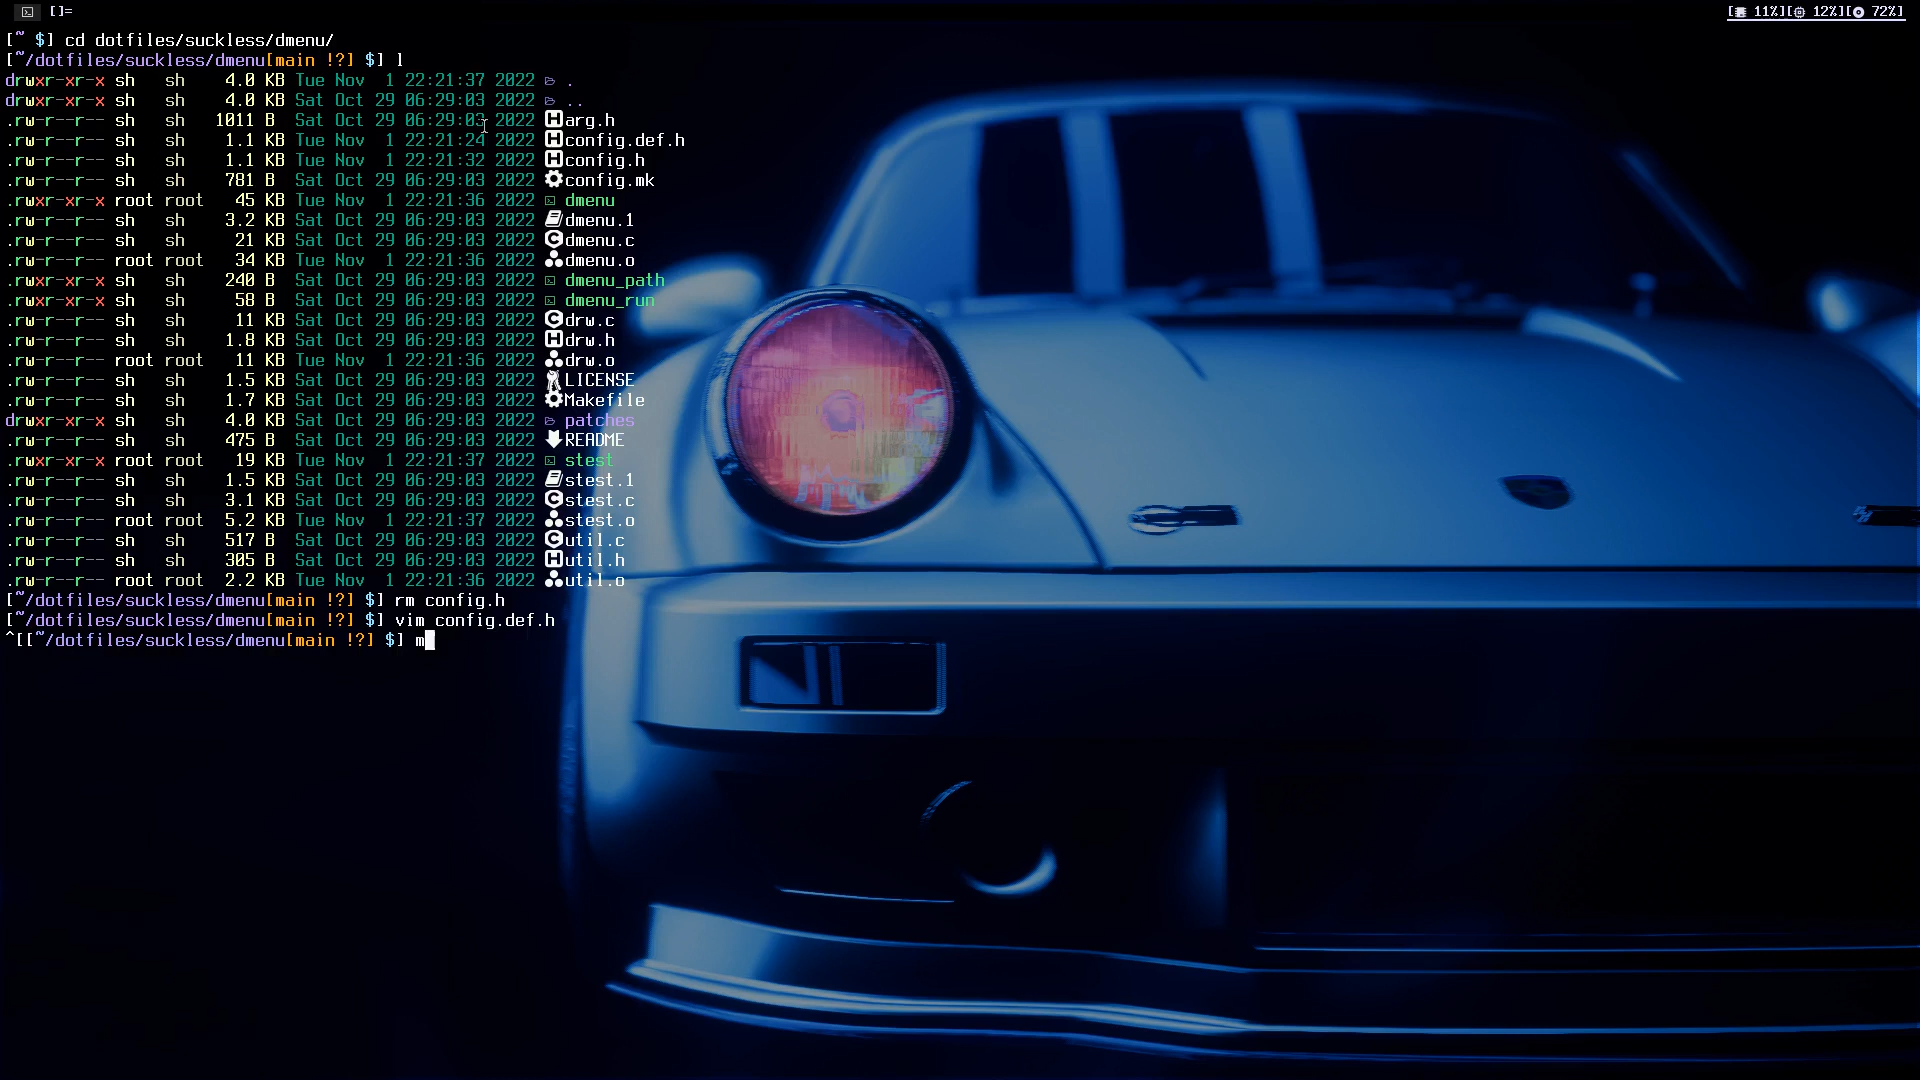 []= [ 11%][ 12%][ 72%]
[~ $] cd dotfiles/suckless/dmenu/
[~/dotfiles/suckless/dmenu[main !?] $] l
drwxr-xr-x sh   sh    4.0 KB Tue Nov  1 22:21:37 2022 .
drwxr-xr-x sh   sh    4.0 KB Sat Oct 29 06:29:03 2022 ..
.rw-r--r-- sh   sh   1011 B  Sat Oct 29 06:29:03 2022 arg.h
.rw-r--r-- sh   sh    1.1 KB Tue Nov  1 22:21:24 2022 config.def.h
.rw-r--r-- sh   sh    1.1 KB Tue Nov  1 22:21:32 2022 config.h
.rw-r--r-- sh   sh    781 B  Sat Oct 29 06:29:03 2022 config.mk
.rwxr-xr-x root root   45 KB Tue Nov  1 22:21:36 2022 dmenu
.rw-r--r-- sh   sh    3.2 KB Sat Oct 29 06:29:03 2022 dmenu.1
.rw-r--r-- sh   sh     21 KB Sat Oct 29 06:29:03 2022 dmenu.c
.rw-r--r-- root root   34 KB Tue Nov  1 22:21:36 2022 dmenu.o
.rwxr-xr-x sh   sh    240 B  Sat Oct 29 06:29:03 2022 dmenu_path
.rwxr-xr-x sh   sh     58 B  Sat Oct 29 06:29:03 2022 dmenu_run
.rw-r--r-- sh   sh     11 KB Sat Oct 29 06:29:03 2022 drw.c
.rw-r--r-- sh   sh    1.8 KB Sat Oct 29 06:29:03 2022 drw.h
.rw-r--r-- root root   11 KB Tue Nov  1 22:21:36 2022 drw.o
.rw-r--r-- sh   sh    1.5 KB Sat Oct 29 06:29:03 2022 LICENSE
.rw-r--r-- sh   sh    1.7 KB Sat Oct 29 06:29:03 2022 Makefile
drwxr-xr-x sh   sh    4.0 KB Sat Oct 29 06:29:03 2022 patches
.rw-r--r-- sh   sh    475 B  Sat Oct 29 06:29:03 2022 README
.rwxr-xr-x root root   19 KB Tue Nov  1 22:21:37 2022 stest
.rw-r--r-- sh   sh    1.5 KB Sat Oct 29 06:29:03 2022 stest.1
.rw-r--r-- sh   sh    3.1 KB Sat Oct 29 06:29:03 2022 stest.c
.rw-r--r-- root root  5.2 KB Tue Nov  1 22:21:37 2022 stest.o
.rw-r--r-- sh   sh    517 B  Sat Oct 29 06:29:03 2022 util.c
.rw-r--r-- sh   sh    305 B  Sat Oct 29 06:29:03 2022 util.h
.rw-r--r-- root root  2.2 KB Tue Nov  1 22:21:36 2022 util.o
[~/dotfiles/suckless/dmenu[main !?] $] rm config.h
[~/dotfiles/suckless/dmenu[main !?] $] vim config.def.h
^[[~/dotfiles/suckless/dmenu[main !?] $] m